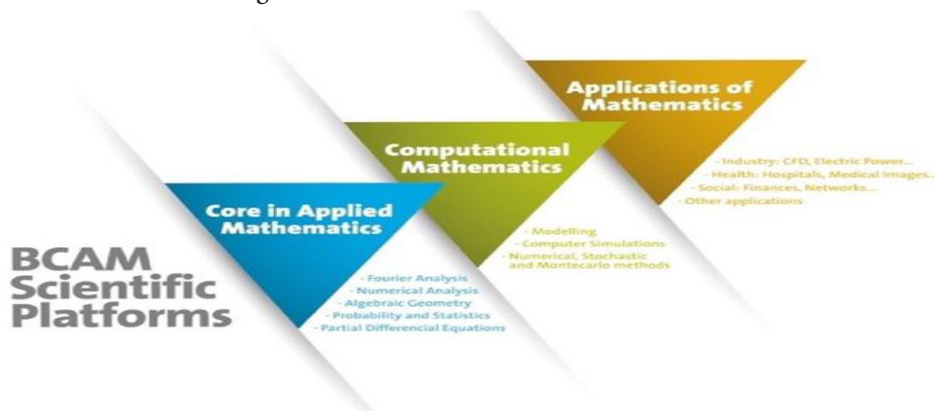 BCAM
Scientific
Platforms
Core in Applied
Mathematics
- Fourier Analysis
- Numerical Analysis
- Algebraic Geometry
- Probability and Statistics
- Partial Differencial Equations
Computational
Mathematics
- Modelling
- Computer Simulations
- Numerical, Stochastic
and Montecarlo methods
Applications of
Mathematics
- Industry: CFD, Electric Power...
- Health: Hospitals, Medical Images...
- Social: Finances, Networks...
- Other applications